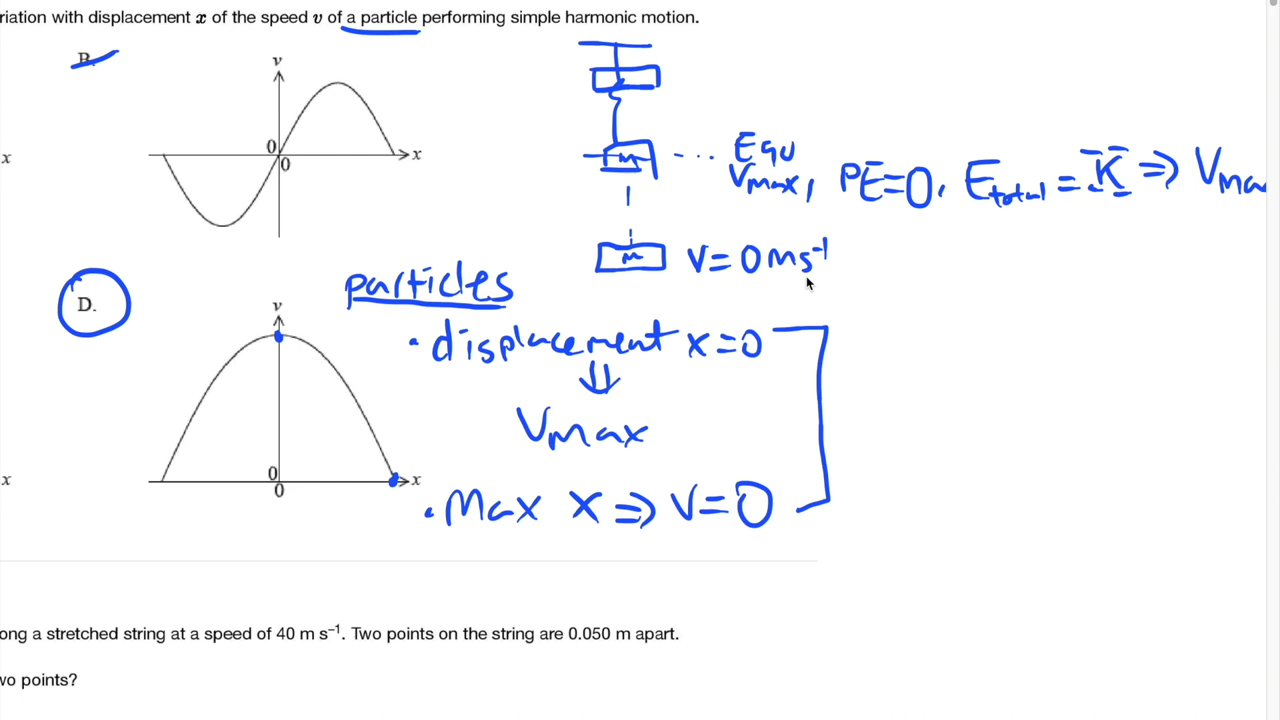 riation with displacement x of the speed v of a particle performing simple harmonic motion.
B.
v
0
0
x
x
Equ
Vmax, PE=0, Etotal = K ⇒ Vma
M
M V = 0 ms⁻¹
particles
D.
v
• displacement x=0
⇓
Vmax
0
0
x
x
• Max x ⇒ V=0
ong a stretched string at a speed of 40 m s⁻¹. Two points on the string are 0.050 m apart.
wo points?